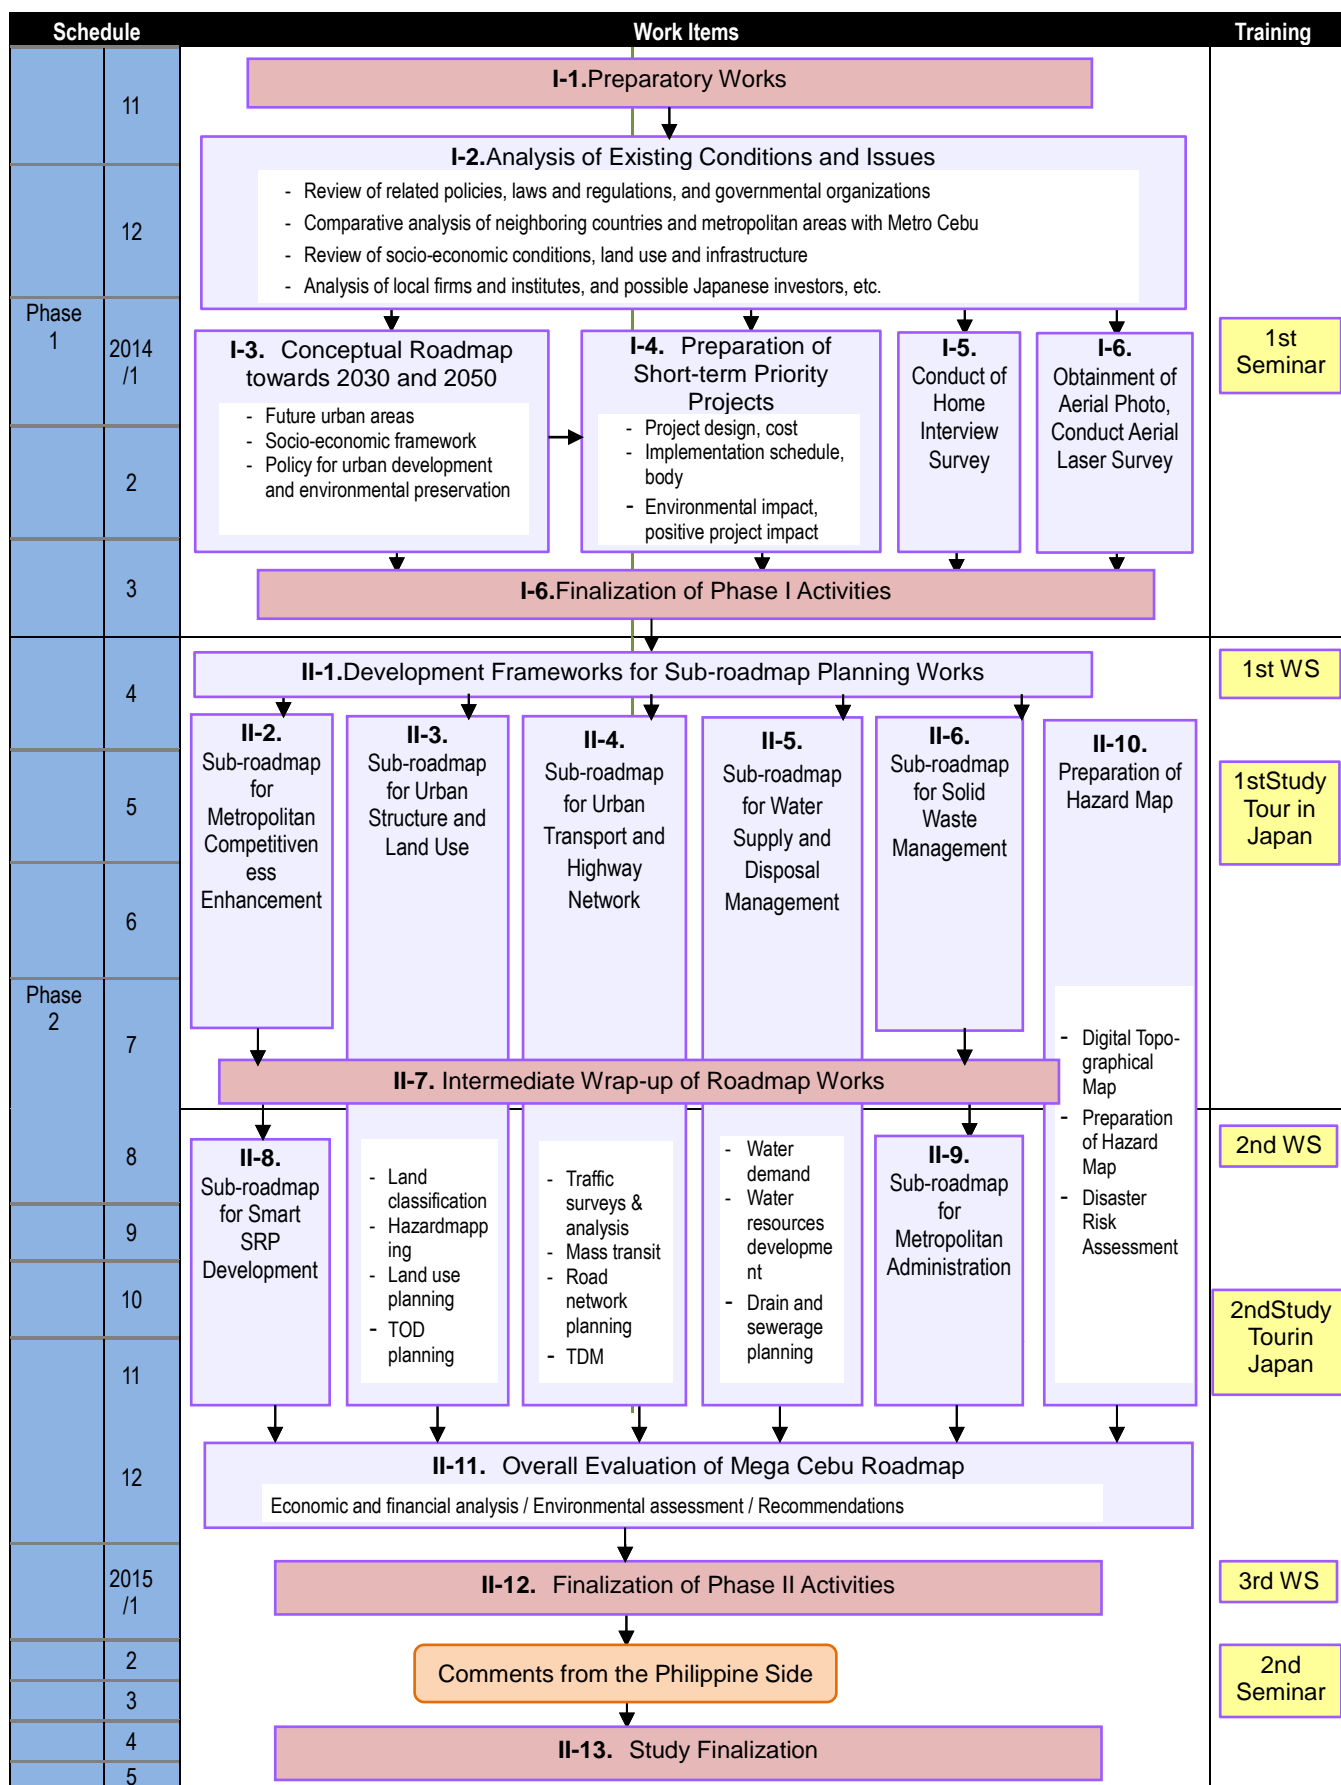 Schedule
Work Items
Training
Phase
1
11
12
2014
/1
2
3
I-1.Preparatory Works
I-2.Analysis of Existing Conditions and Issues
- Review of related policies, laws and regulations, and governmental organizations
- Comparative analysis of neighboring countries and metropolitan areas with Metro Cebu
- Review of socio-economic conditions, land use and infrastructure
- Analysis of local firms and institutes, and possible Japanese investors, etc.
I-3. Conceptual Roadmap
towards 2030 and 2050
- Future urban areas
- Socio-economic framework
- Policy for urban development
and environmental preservation
I-4. Preparation of
Short-term Priority
Projects
- Project design, cost
- Implementation schedule,
body
- Environmental impact,
positive project impact
I-5.
Conduct of
Home
Interview
Survey
I-6.
Obtainment of
Aerial Photo,
Conduct Aerial
Laser Survey
1st
Seminar
I-6.Finalization of Phase I Activities
Phase
2
4
5
6
7
8
9
10
11
12
2015
/1
2
3
4
5
II-1.Development Frameworks for Sub-roadmap Planning Works
1st WS
II-2.
Sub-roadmap
for
Metropolitan
Competitiven
ess
Enhancement
II-3.
Sub-roadmap
for Urban
Structure and
Land Use
II-4.
Sub-roadmap
for Urban
Transport and
Highway
Network
II-5.
Sub-roadmap
for Water
Supply and
Disposal
Management
II-6.
Sub-roadmap
for Solid
Waste
Management
II-10.
Preparation of
Hazard Map
1stStudy
Tour in
Japan
- Digital Topo-
graphical
Map
- Preparation
of Hazard
Map
- Disaster
Risk
Assessment
II-7. Intermediate Wrap-up of Roadmap Works
2nd WS
II-8.
Sub-roadmap
for Smart
SRP
Development
- Land
classification
- Hazardmapp
ing
- Land use
planning
- TOD
planning
- Traffic
surveys &
analysis
- Mass transit
- Road
network
planning
- TDM
- Water
demand
- Water
resources
developme
nt
- Drain and
sewerage
planning
II-9.
Sub-roadmap
for
Metropolitan
Administration
2ndStudy
Tourin
Japan
II-11. Overall Evaluation of Mega Cebu Roadmap
Economic and financial analysis / Environmental assessment / Recommendations
II-12. Finalization of Phase II Activities
3rd WS
Comments from the Philippine Side
2nd
Seminar
II-13. Study Finalization